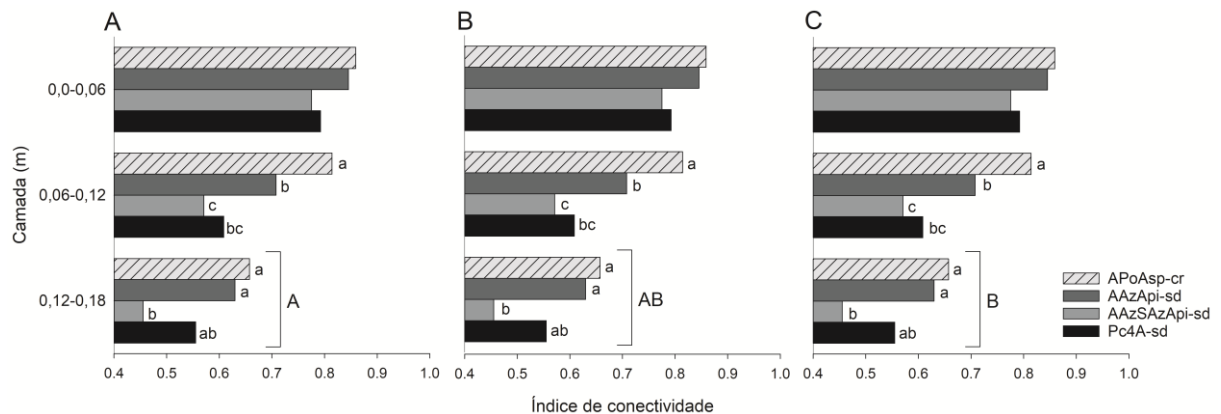 A
B
C
Camada (m)
0,0-0,06
0,06-0,12
a
b
c
bc
a
b
c
bc
a
b
c
bc
0,12-0,18
a
a
b
ab
A
a
a
b
ab
AB
a
a
b
ab
B
APoAsp-cr
AAzApi-sd
AAzSAzApi-sd
Pc4A-sd
0.4 0.5 0.6 0.7 0.8 0.9 1.0
0.4 0.5 0.6 0.7 0.8 0.9 1.0
0.4 0.5 0.6 0.7 0.8 0.9 1.0
Índice de conectividade